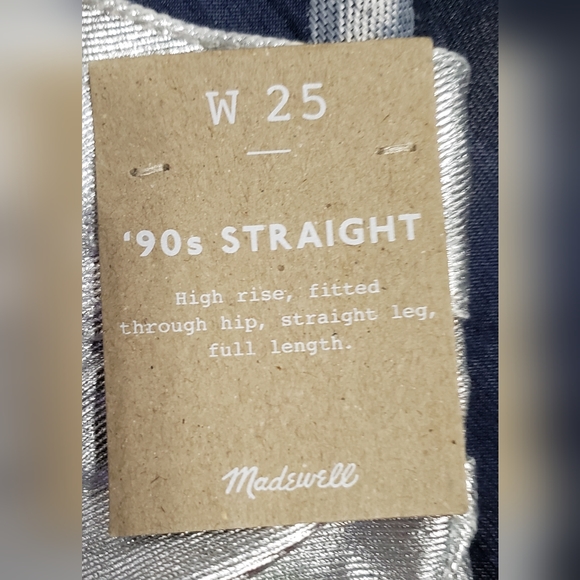 W 25
‘90s STRAIGHT
High rise, fitted
through hip, straight leg,
full length.
Madewell